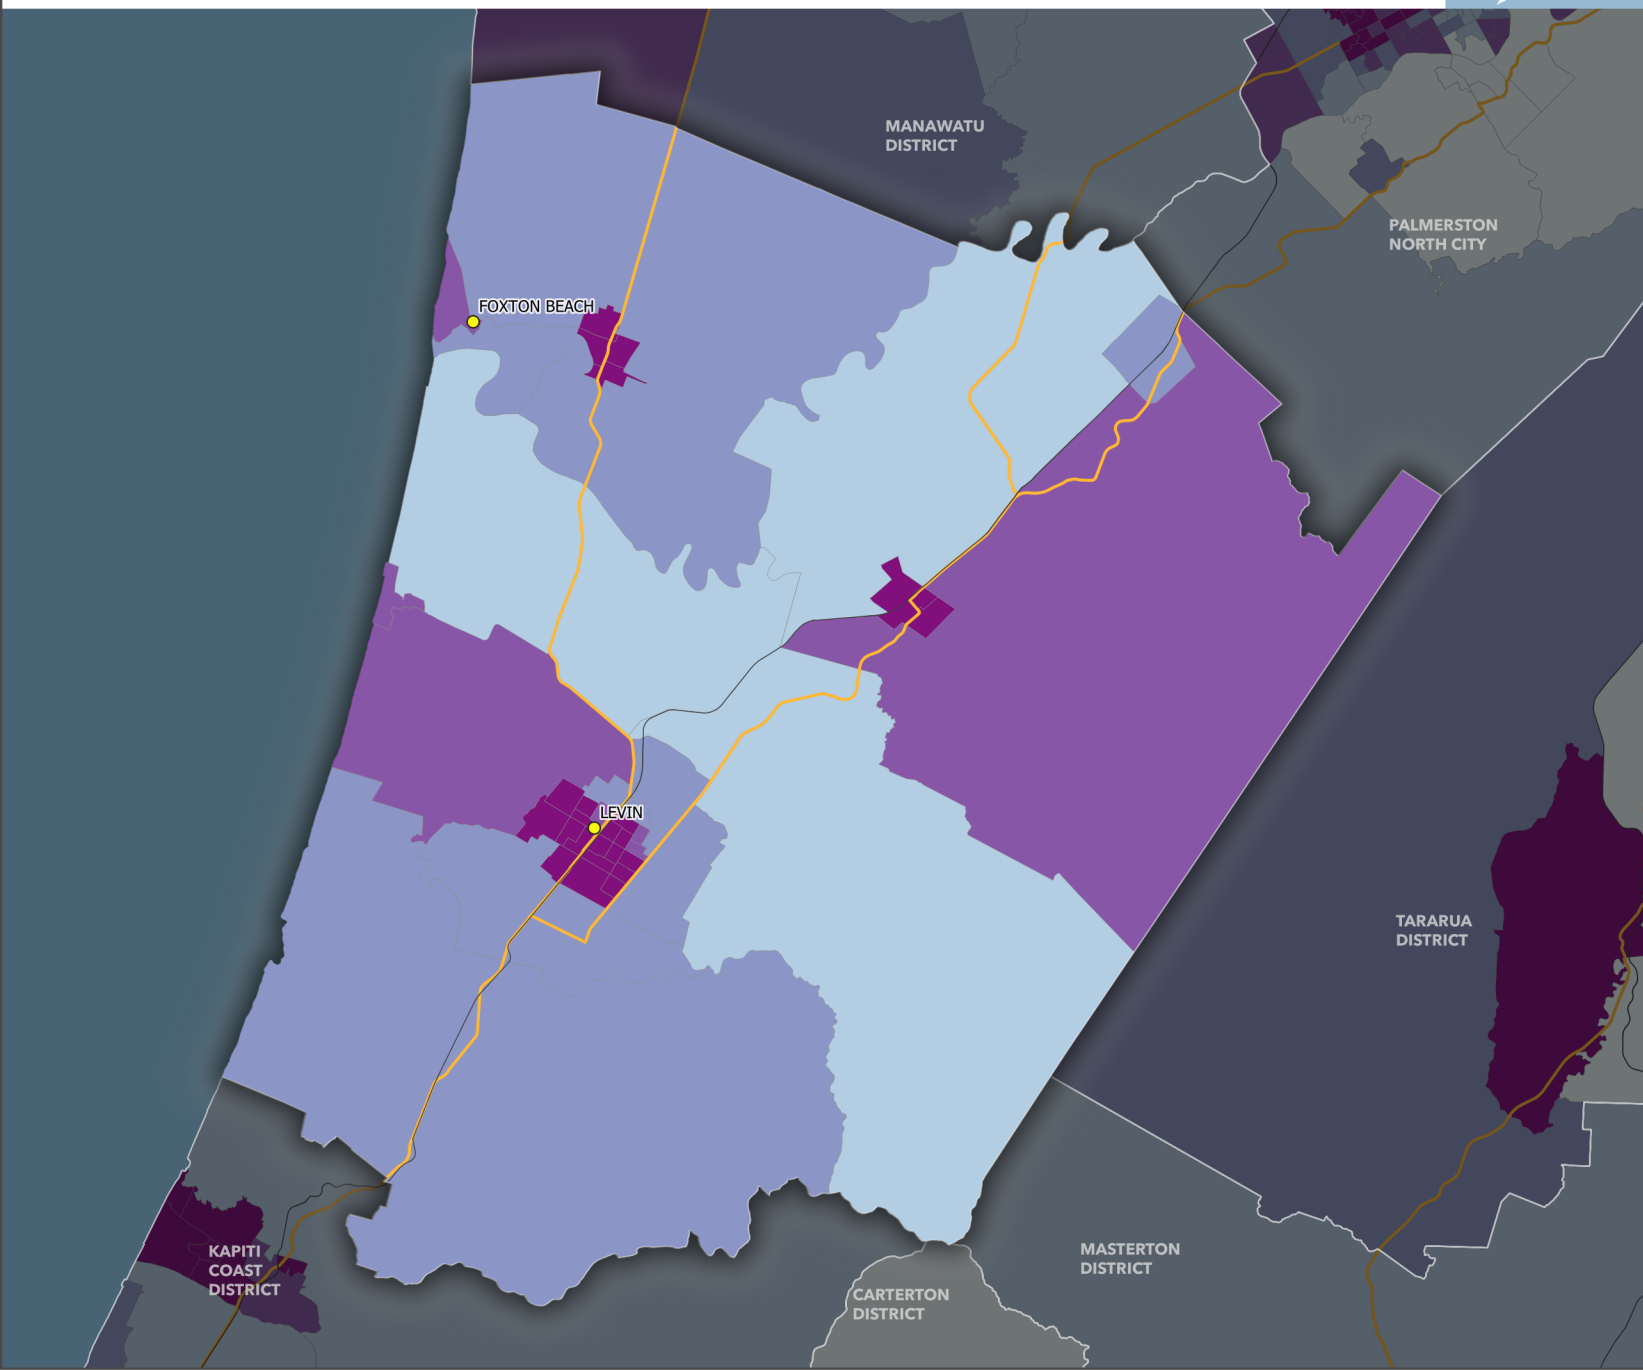 MANAWATU
DISTRICT
PALMERSTON
NORTH CITY
FOXTON BEACH
LEVIN
TARARUA
DISTRICT
KAPITI
COAST
DISTRICT
MASTERTON
DISTRICT
CARTERTON
DISTRICT